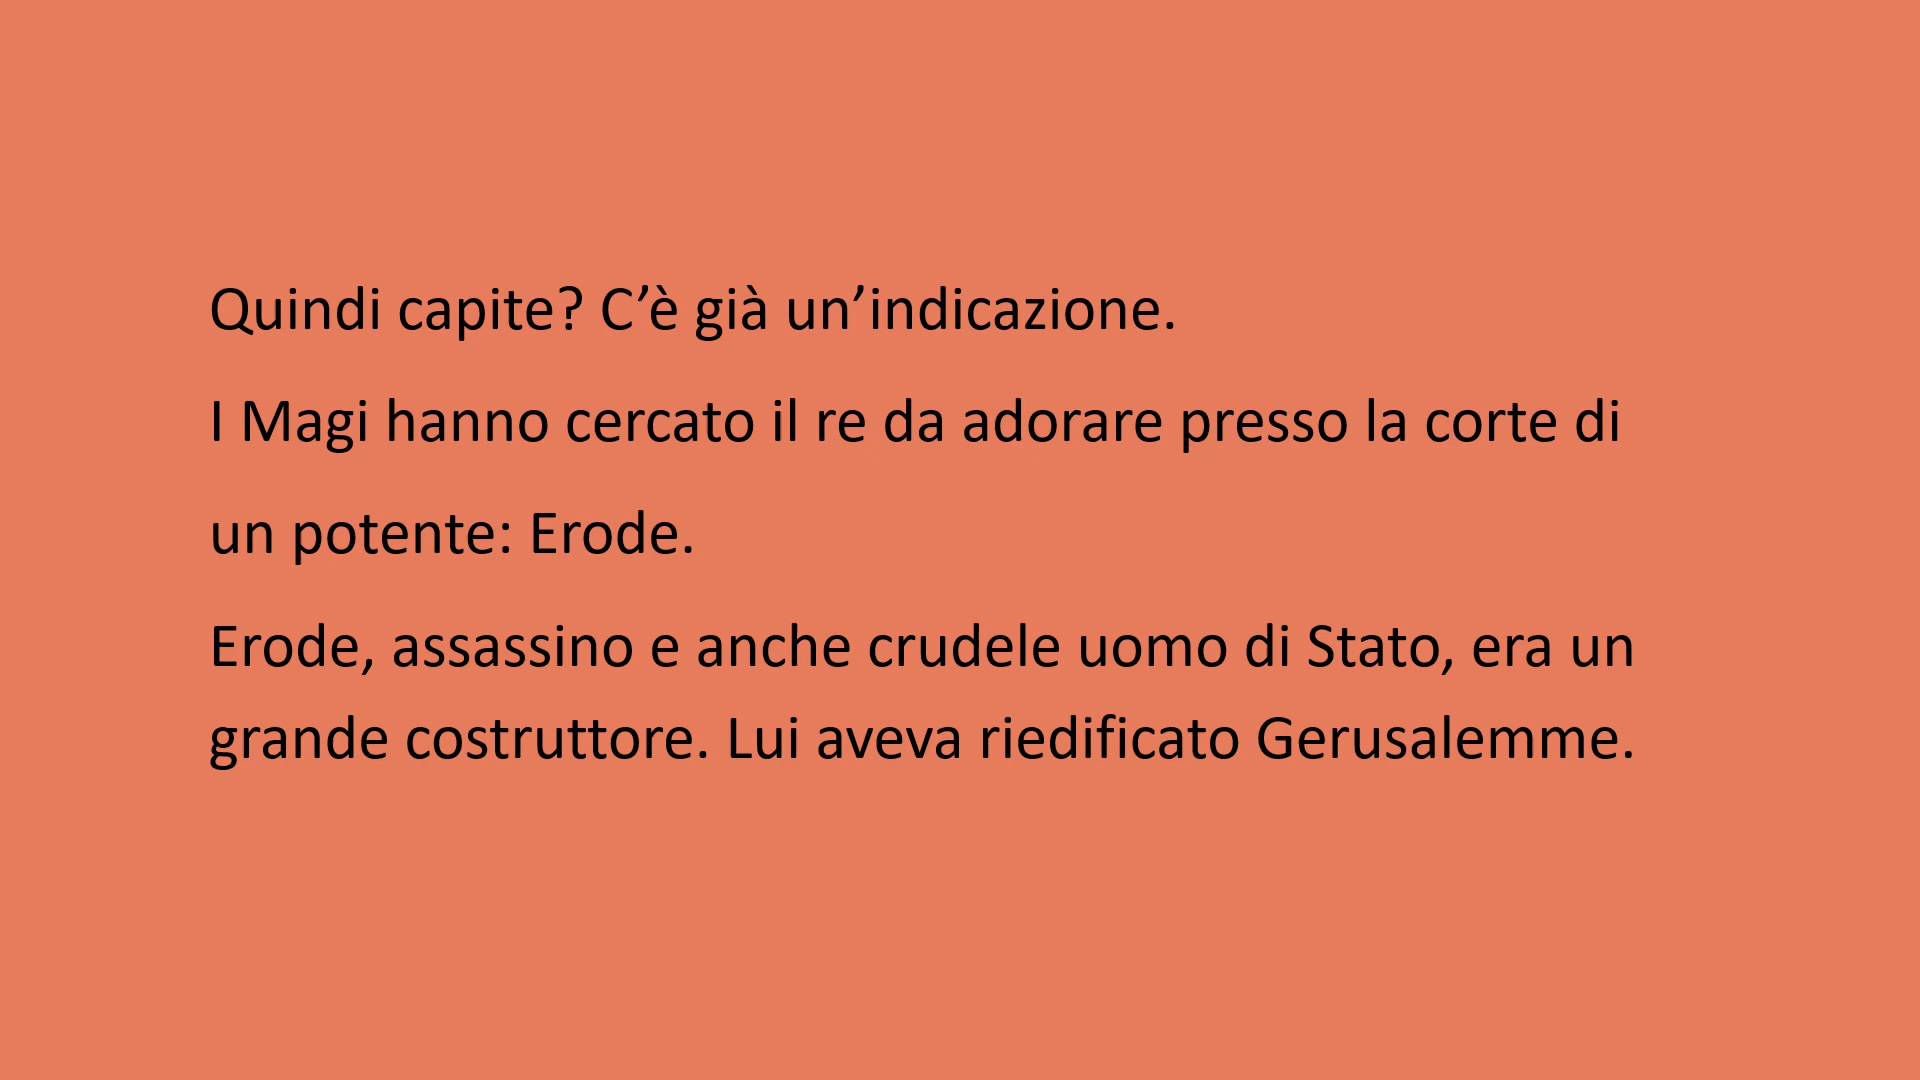 Quindi capite? C’è già un’indicazione.
I Magi hanno cercato il re da adorare presso la corte di
un potente: Erode.
Erode, assassino e anche crudele uomo di Stato, era un
grande costruttore. Lui aveva riedificato Gerusalemme.